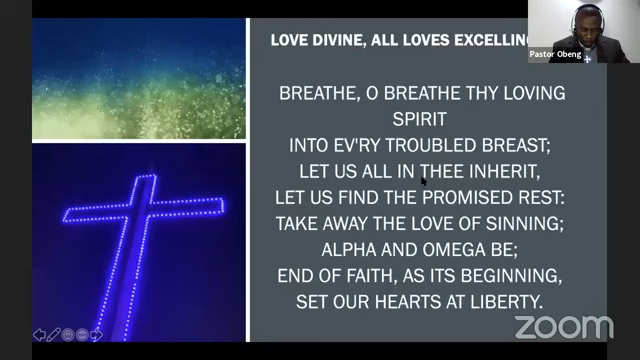 LOVE DIVINE, ALL LOVES EXCELLIN
Pastor Obeng
BREATHE, O BREATHE THY LOVING
SPIRIT
INTO EV'RY TROUBLED BREAST;
LET US ALL IN THEE INHERIT,
LET US FIND THE PROMISED REST:
TAKE AWAY THE LOVE OF SINNING;
ALPHA AND OMEGA BE;
END OF FAITH, AS ITS BEGINNING,
SET OUR HEARTS AT LIBERTY.
zoom